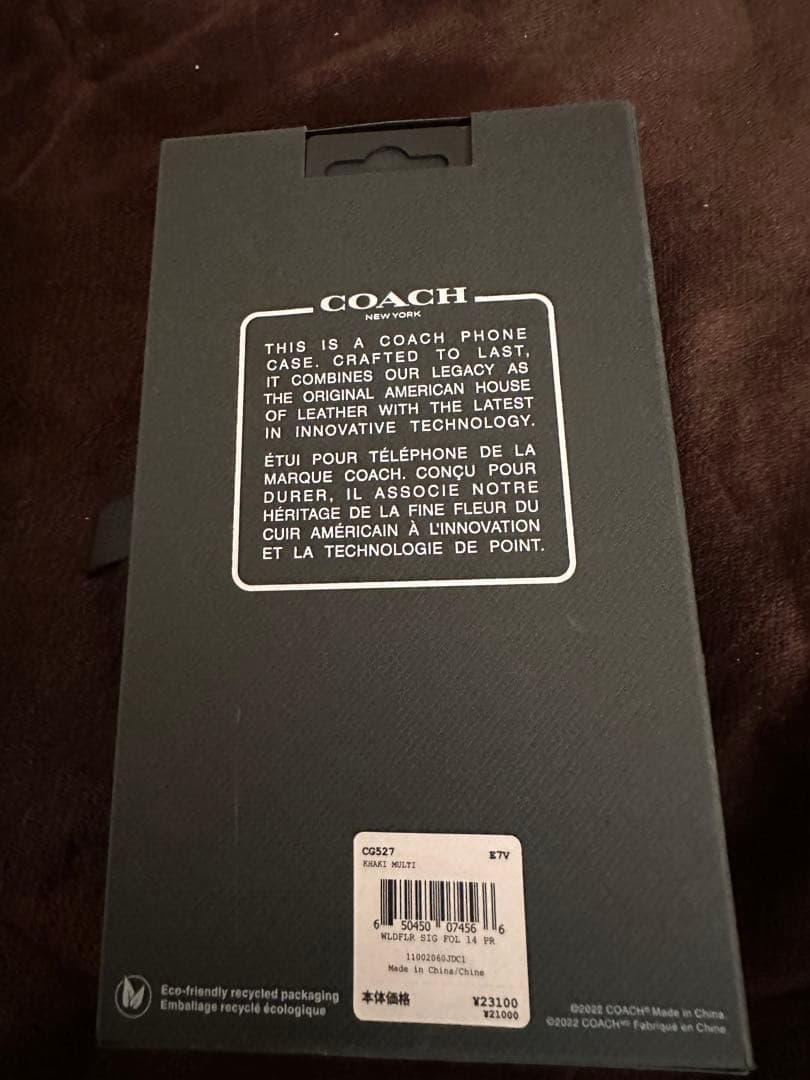 COACH
NEW YORK
THIS IS A COACH PHONE
CASE. CRAFTED TO LAST,
IT COMBINES OUR LEGACY AS
THE ORIGINAL AMERICAN HOUSE
OF LEATHER WITH THE LATEST
IN INNOVATIVE TECHNOLOGY.
ÉTUI POUR TÉLÉPHONE DE LA
MARQUE COACH. CONÇU POUR
DURER, IL ASSOCIE NOTRE
HÉRITAGE DE LA FINE FLEUR DU
CUIR AMÉRICAIN À L'INNOVATION
ET LA TECHNOLOGIE DE POINT.
CG527 E7V
KHAKI MULTI
6 50450 07456 6
WLDFLR SIG FOL 14 PR
11002060JDC1
Made in China/Chine
本体価格 ¥23100
¥21000
Eco-friendly recycled packaging
Emballage recyclé écologique
©2022 COACH® Made in China.
©2022 COACHᴹᴰ Fabriqué en Chine